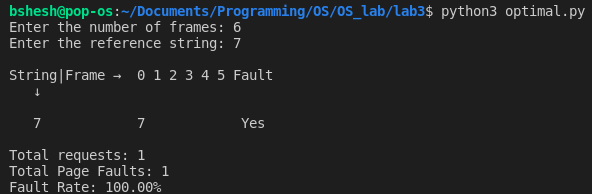 bshesh@pop-os:~/Documents/Programming/OS/OS_lab/lab3$ python3 optimal.py
Enter the number of frames: 6
Enter the reference string: 7
String|Frame → 0 1 2 3 4 5 Fault
↓
7 7 Yes
Total requests: 1
Total Page Faults: 1
Fault Rate: 100.00%